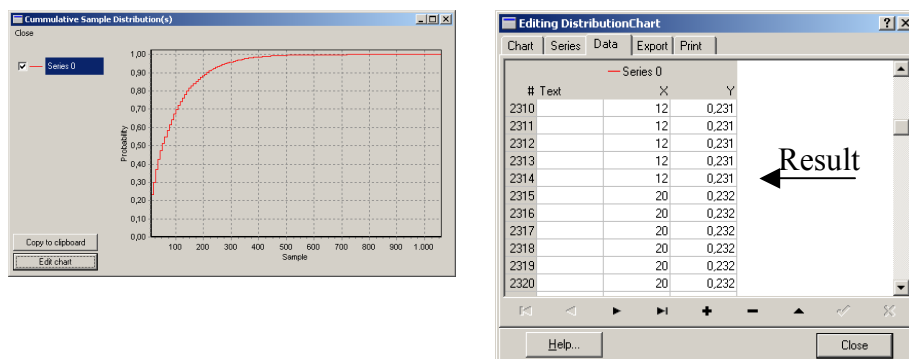 Cummulative Sample Distribution(s)
Close
Series 0
1,00
0,90
0,80
0,70
0,60
0,50
0,40
0,30
0,20
0,10
0,00
Probability
100 200 300 400 500 600 700 800 900 1.000
Sample
Copy to clipboard
Edit chart
Editing DistributionChart
Chart Series Data Export Print
Series 0
# Text X Y
2310 12 0,231
2311 12 0,231
2312 12 0,231
2313 12 0,231
2314 12 0,231
2315 20 0,232
2316 20 0,232
2317 20 0,232
2318 20 0,232
2319 20 0,232
2320 20 0,232
Help...
Close
Result